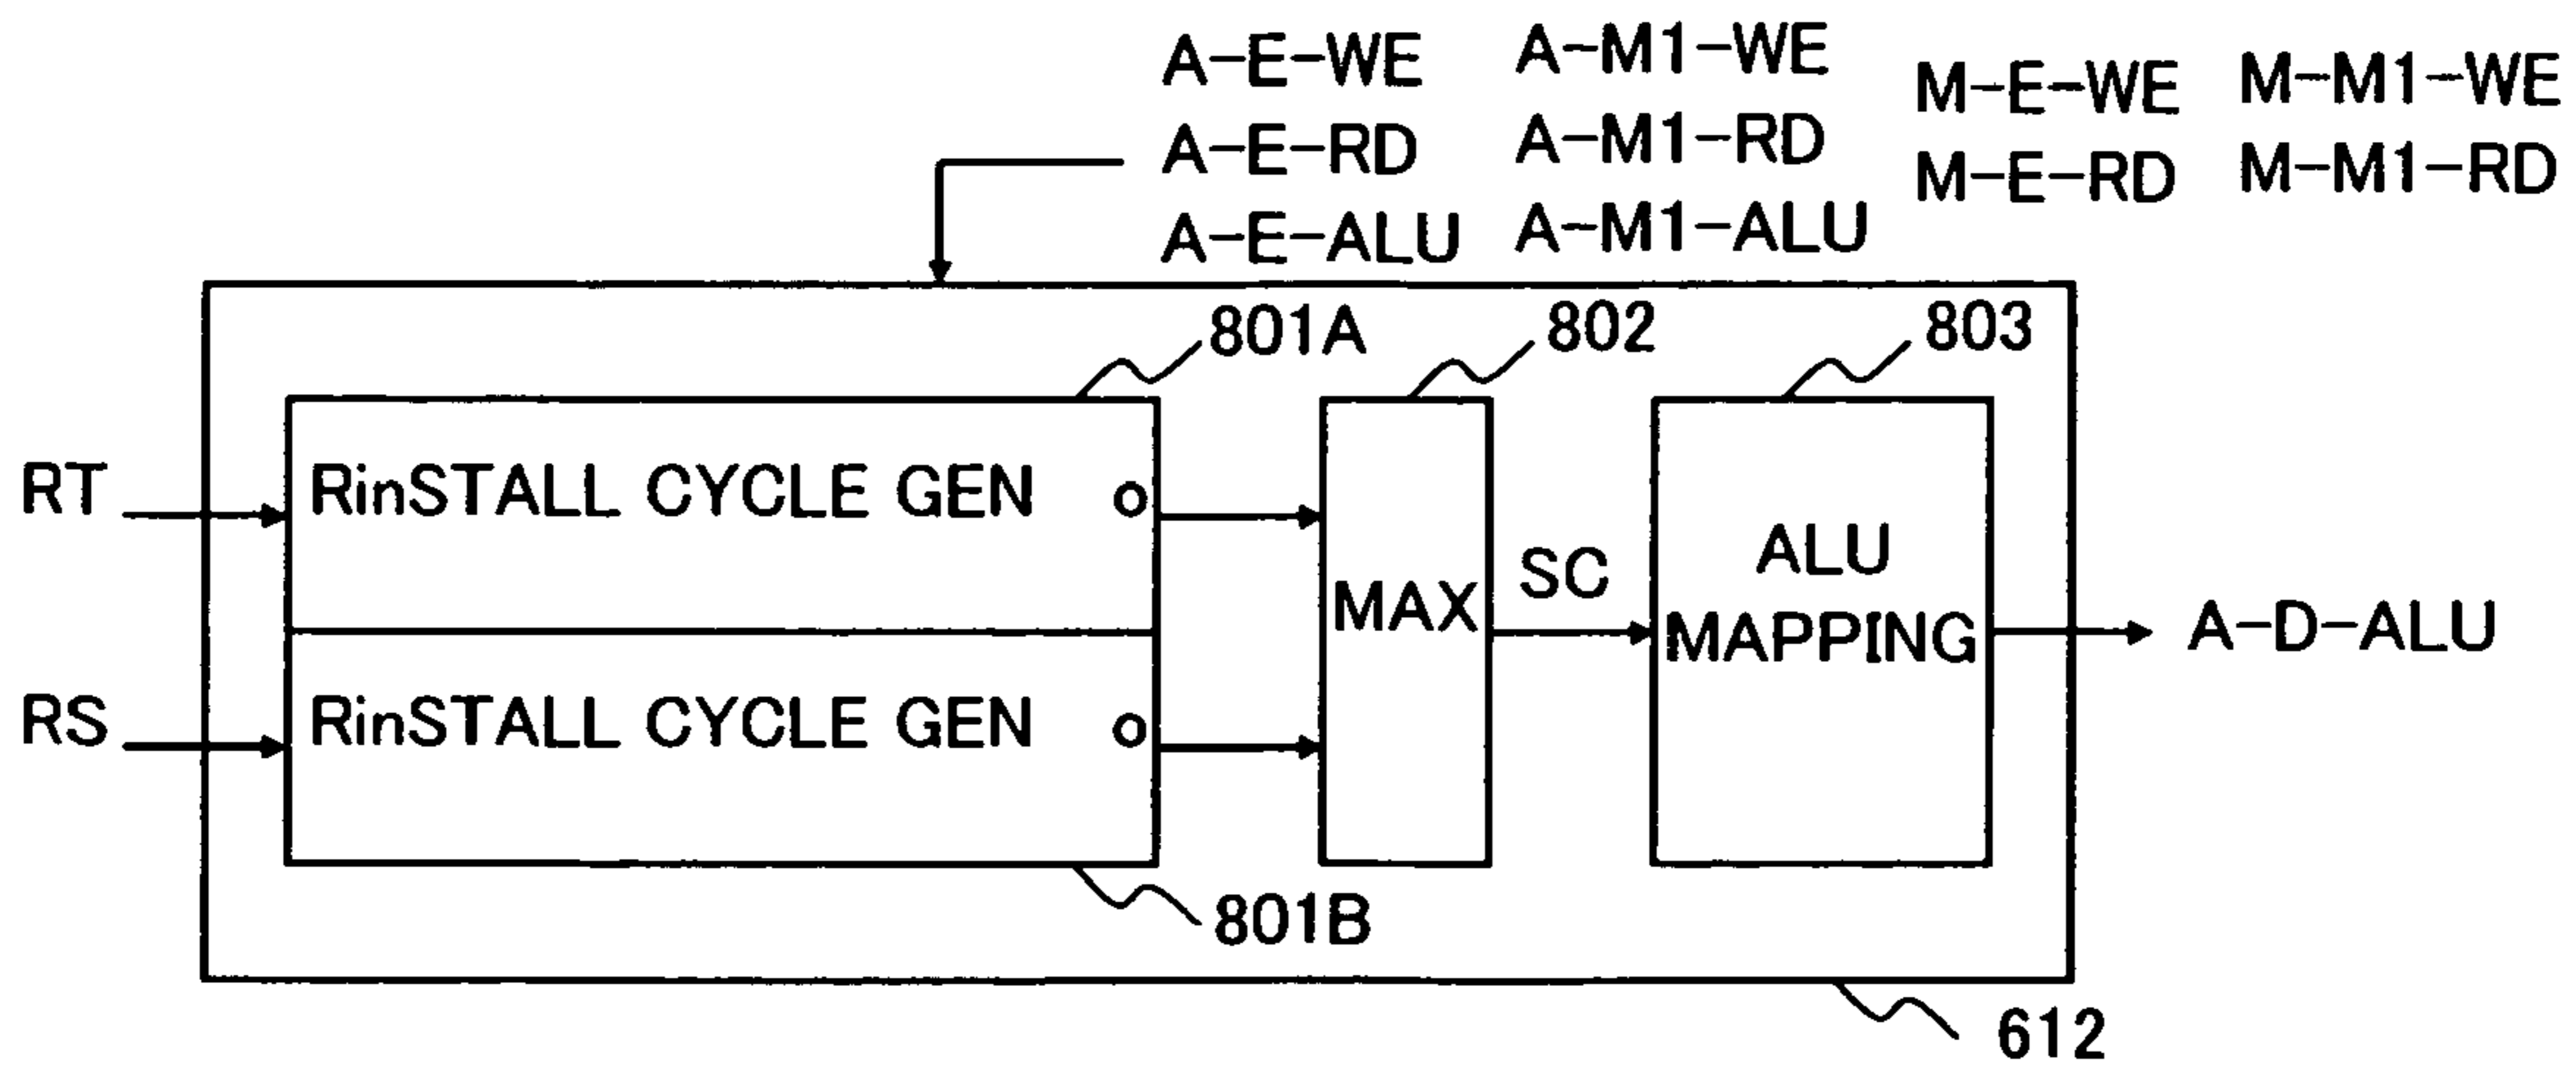 A-E-WE A-M1-WE M-E-WE M-M1-WE
A-E-RD A-M1-RD M-E-RD M-M1-RD
A-E-ALU A-M1-ALU
801A 802 803
RT RinSTALL CYCLE GEN o
ALU
SC
MAX MAPPING A-D-ALU
RS RinSTALL CYCLE GEN o
801B
612